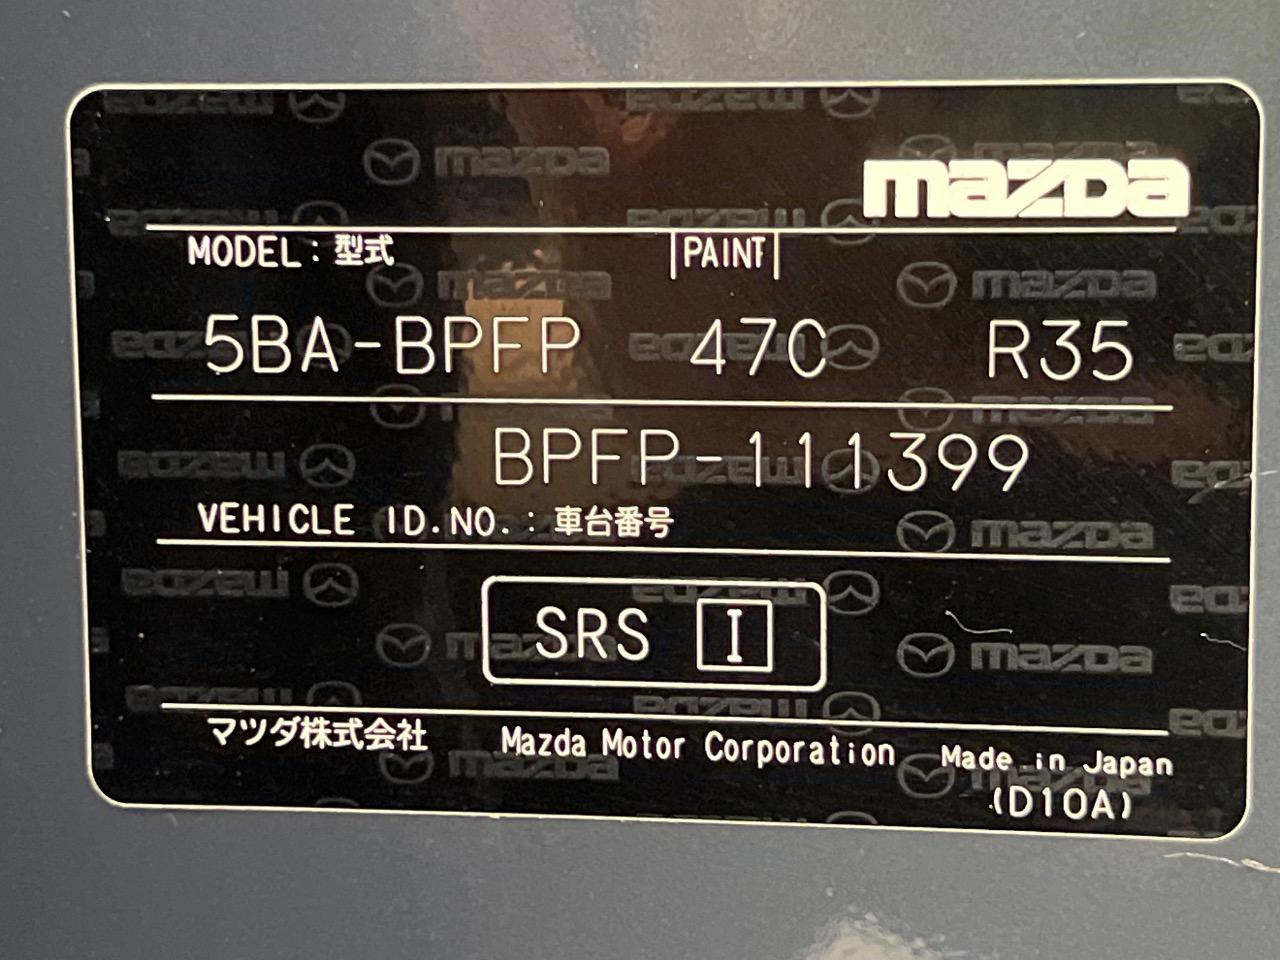 mazda
MODEL : 型式 PAINT
5BA-BPFP 47C R35
BPFP-111399
VEHICLE ID.NO. : 車台番号
SRS I
マツダ株式会社 Mazda Motor Corporation Made in Japan
(D10A)